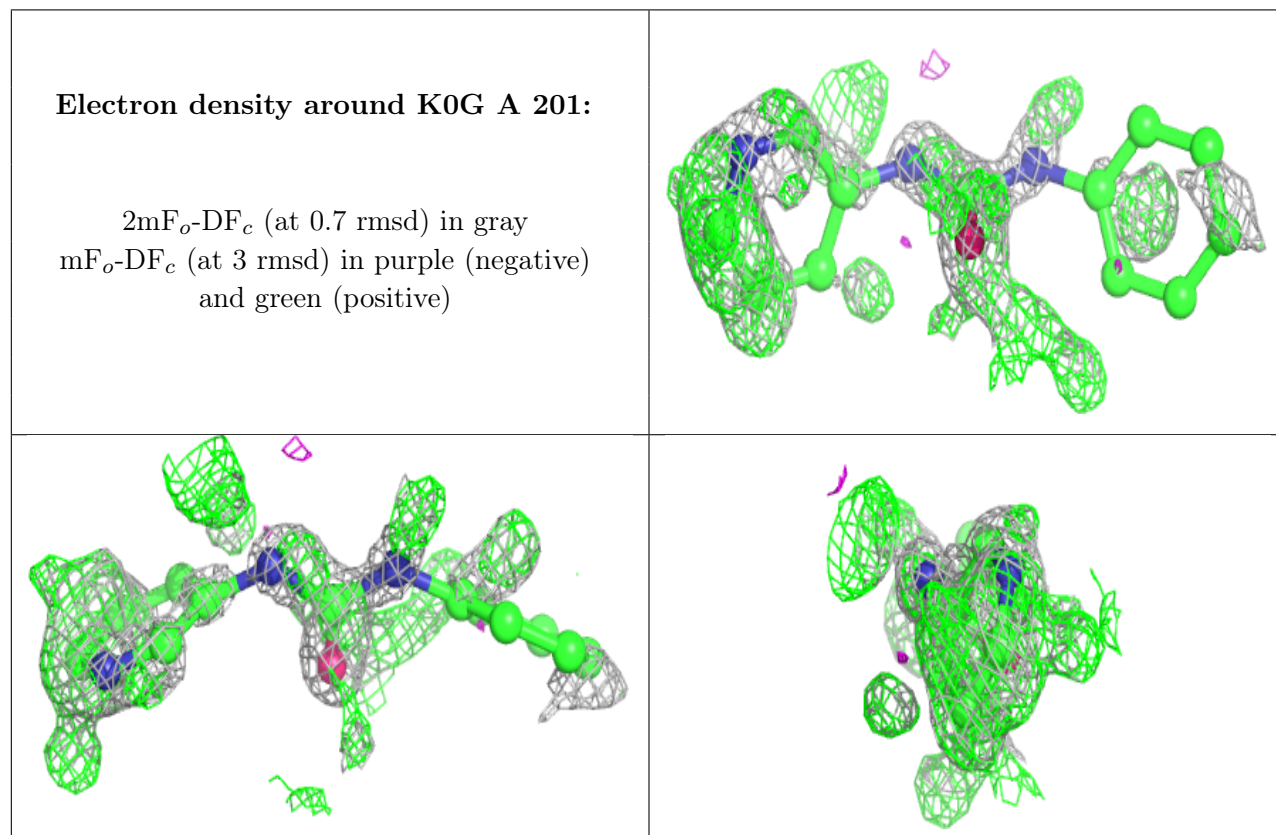 Electron density around K0G A 201:
2mFo-DFc (at 0.7 rmsd) in gray
mFo-DFc (at 3 rmsd) in purple (negative)
and green (positive)